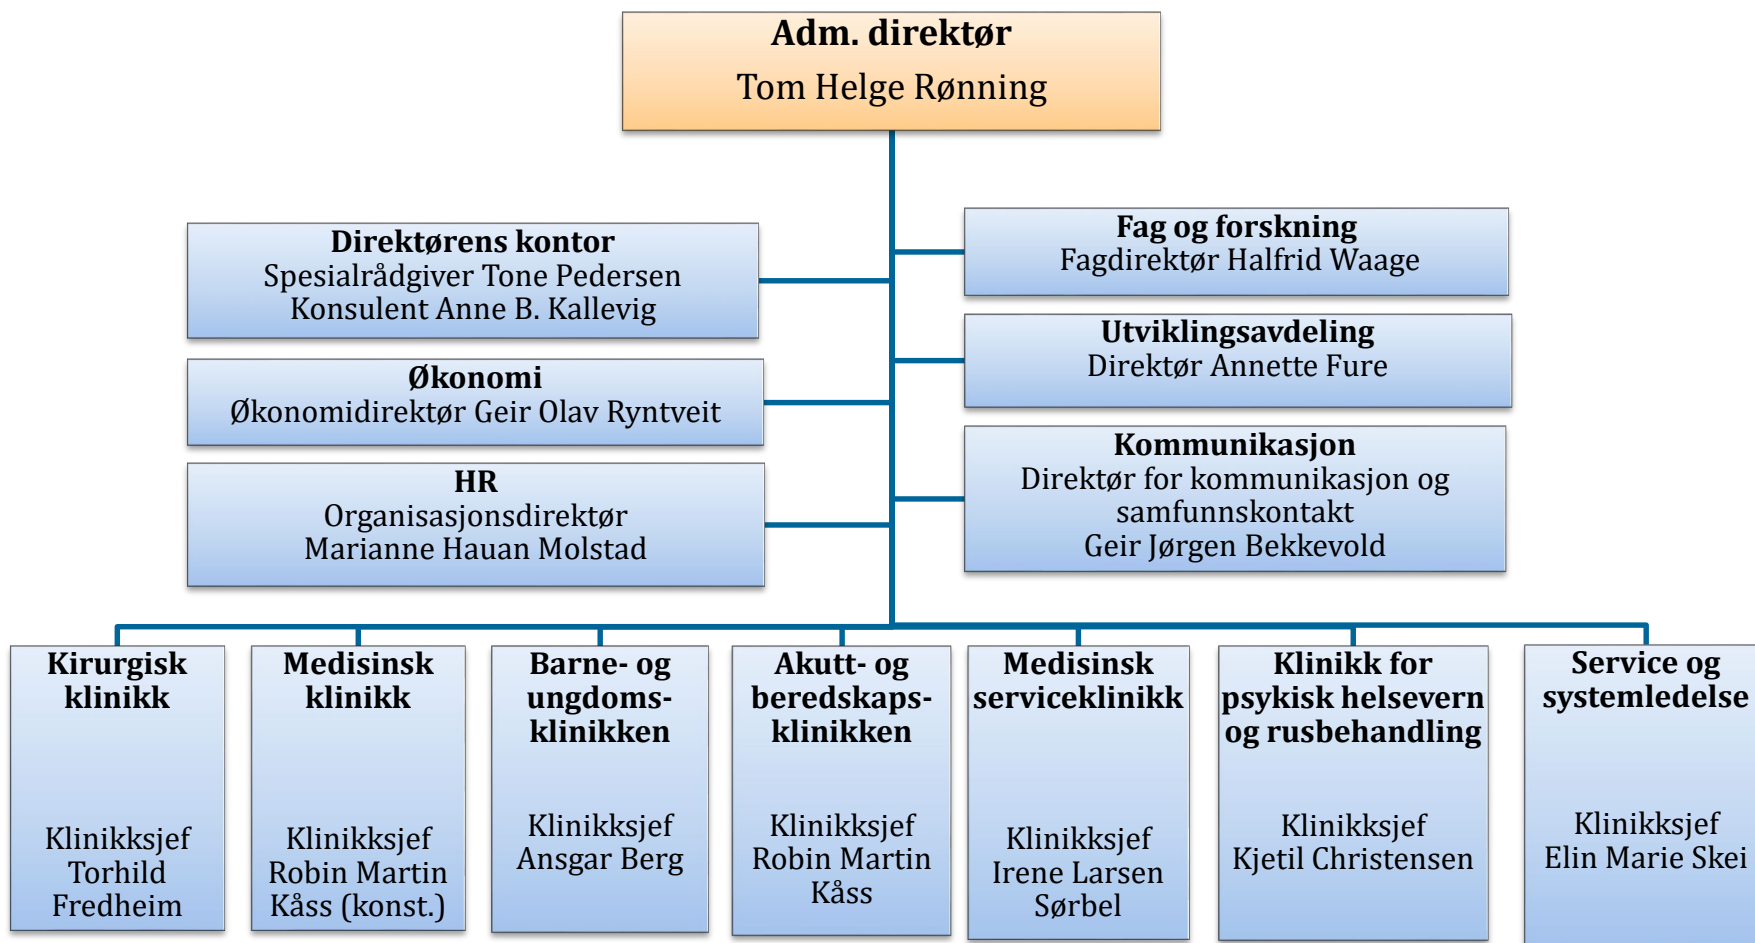 Adm. direktør
Tom Helge Rønning
Direktørens kontor
Spesialrådgiver Tone Pedersen
Konsulent Anne B. Kallevig
Fag og forskning
Fagdirektør Halfrid Waage
Økonomi
Økonomidirektør Geir Olav Ryntveit
Utviklingsavdeling
Direktør Annette Fure
HR
Organisasjonsdirektør
Marianne Hauan Molstad
Kommunikasjon
Direktør for kommunikasjon og
samfunnskontakt
Geir Jørgen Bekkevold
Kirurgisk
klinikk
Klinikksjef
Torhild
Fredheim
Medisinsk
klinikk
Klinikksjef
Robin Martin
Kåss (konst.)
Barne- og
ungdoms-
klinikken
Klinikksjef
Ansgar Berg
Akutt- og
beredskaps-
klinikken
Klinikksjef
Robin Martin
Kåss
Medisinsk
serviceklinikk
Klinikksjef
Irene Larsen
Sørbel
Klinikk for
psykisk helsevern
og rusbehandling
Klinikksjef
Kjetil Christensen
Service og
systemledelse
Klinikksjef
Elin Marie Skei